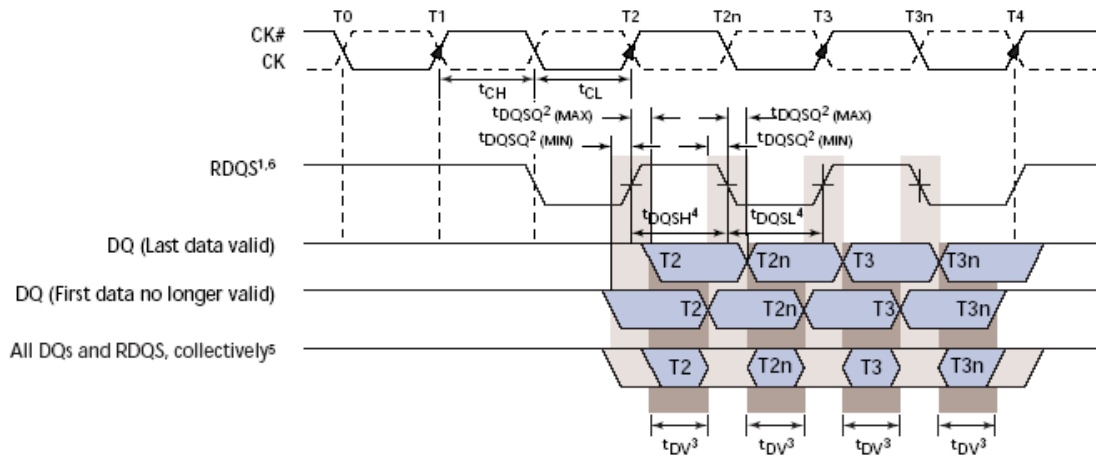 T0 T1 T2 T2n T3 T3n T4
CK#
CK
tCH tCL
tDQSQ² (MAX) tDQSQ² (MAX)
tDQSQ² (MIN) tDQSQ² (MIN)
RDQS¹,⁶
tDQSH⁴ tDQSL⁴
DQ (Last data valid)
T2 T2n T3 T3n
DQ (First data no longer valid)
T2 T2n T3 T3n
All DQs and RDQS, collectively⁵
T2 T2n T3 T3n
tDV³ tDV³ tDV³ tDV³